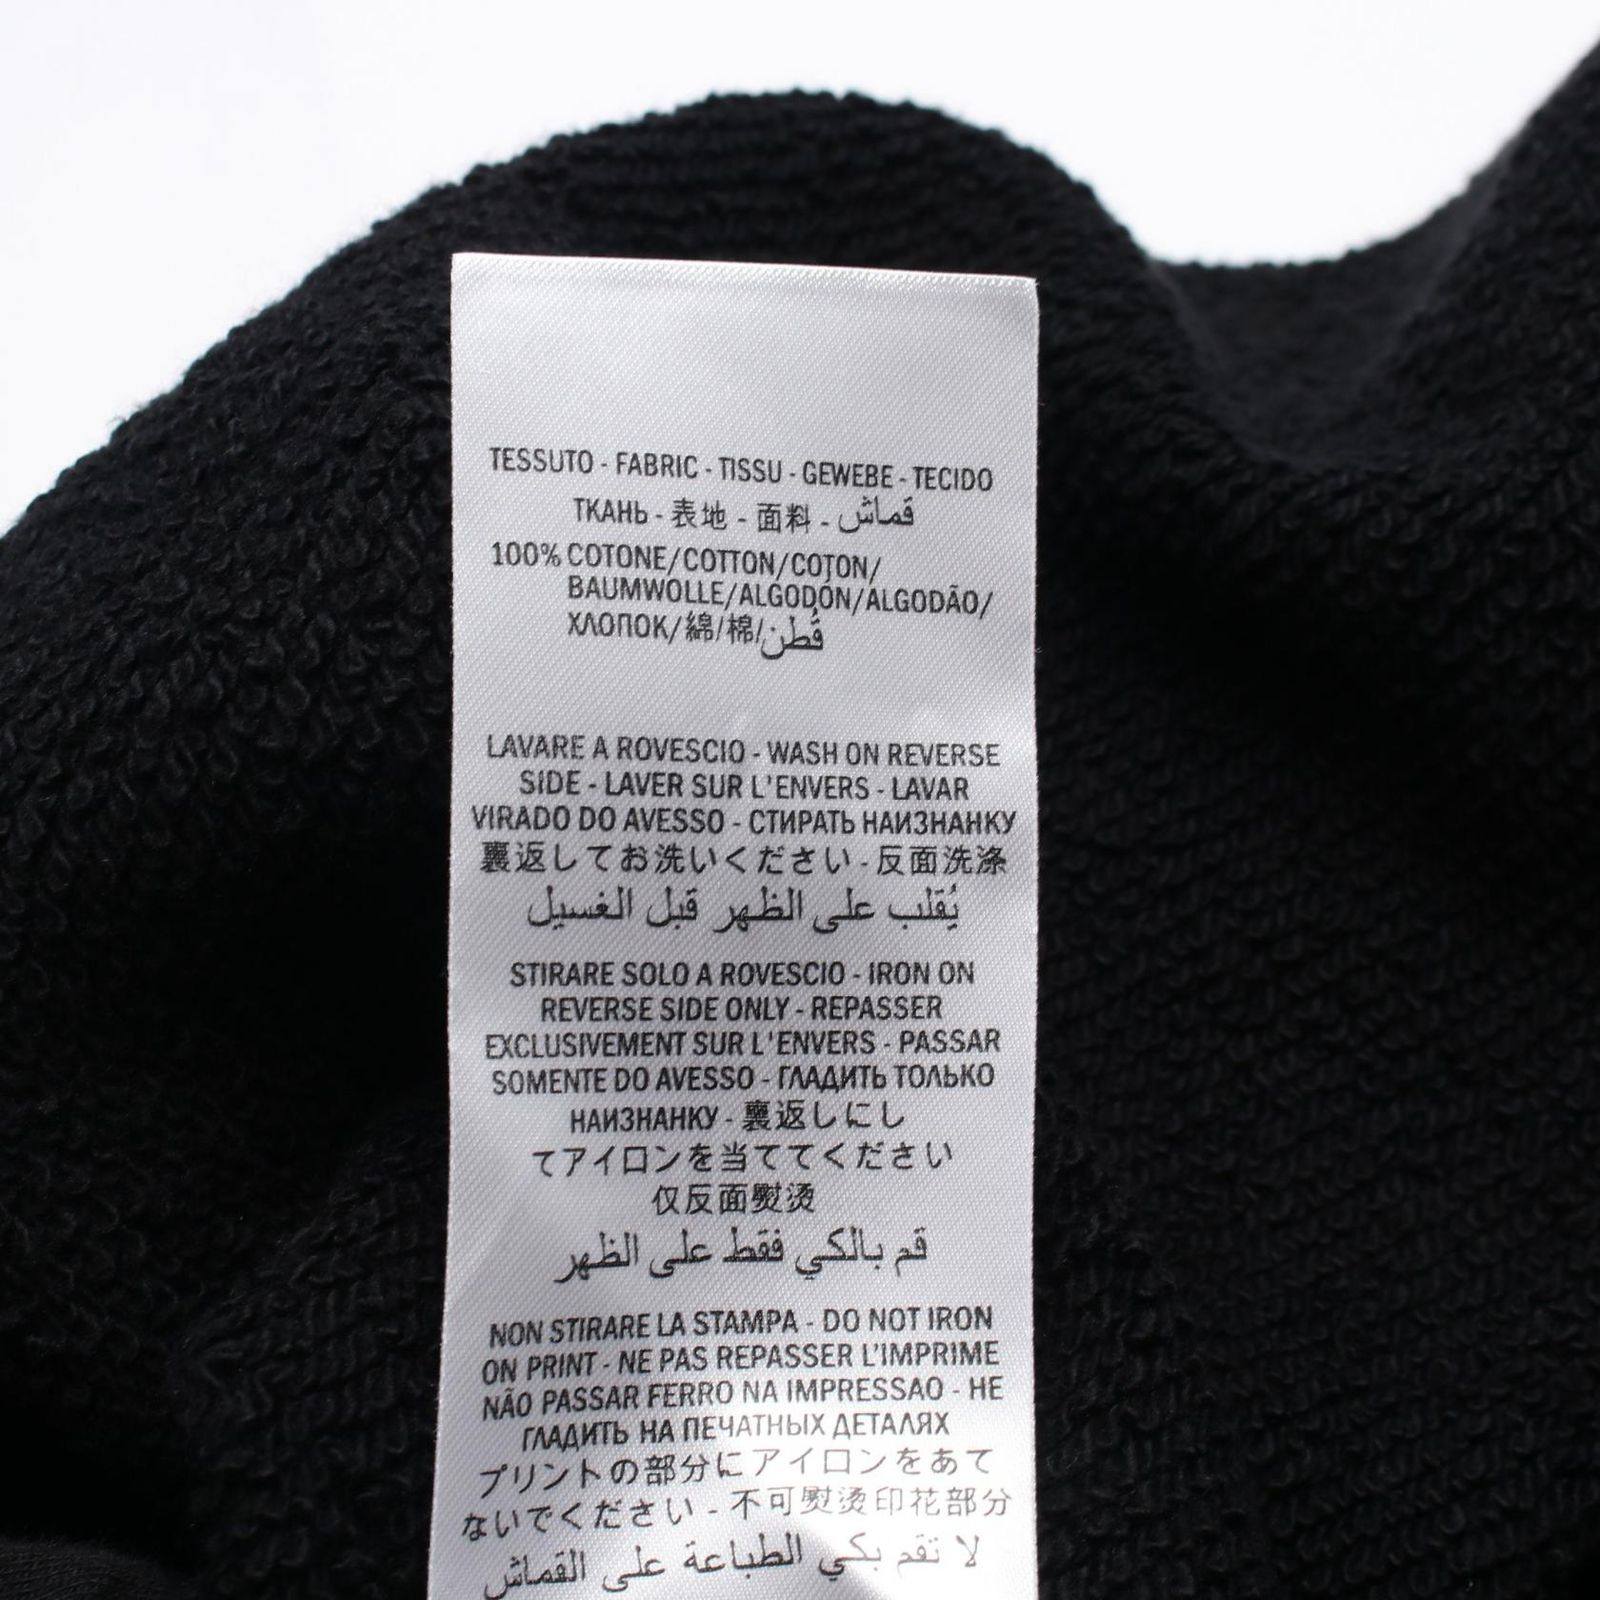 TESSUTO - FABRIC - TISSU - GEWEBE - TECIDO
ТКАНЬ - 表地 - 面料 - قماش
100% COTONE/COTTON/COTON/
BAUMWOLLE/ALGODÓN/ALGODÃO/
ХЛОПОК/綿/棉/قُطن
LAVARE A ROVESCIO - WASH ON REVERSE
SIDE - LAVER SUR L'ENVERS - LAVAR
VIRADO DO AVESSO - СТИРАТЬ НАИЗНАНКУ
裏返してお洗いください - 反面洗涤
يُقلب على الظهر قبل الغسيل
STIRARE SOLO A ROVESCIO - IRON ON
REVERSE SIDE ONLY - REPASSER
EXCLUSIVEMENT SUR L'ENVERS - PASSAR
SOMENTE DO AVESSO - ГЛАДИТЬ ТОЛЬКО
НАИЗНАНКУ - 裏返しにし
てアイロンを当ててください
仅反面熨烫
قم بالكي فقط على الظهر
NON STIRARE LA STAMPA - DO NOT IRON
ON PRINT - NE PAS REPASSER L'IMPRIME
NÃO PASSAR FERRO NA IMPRESSAO - НЕ
ГЛАДИТЬ НА ПЕЧАТНЫХ ДЕТАЛЯХ
プリントの部分にアイロンをあて
ないでください - 不可熨烫印花部分
لا تقم بكي الطباعة على القماش